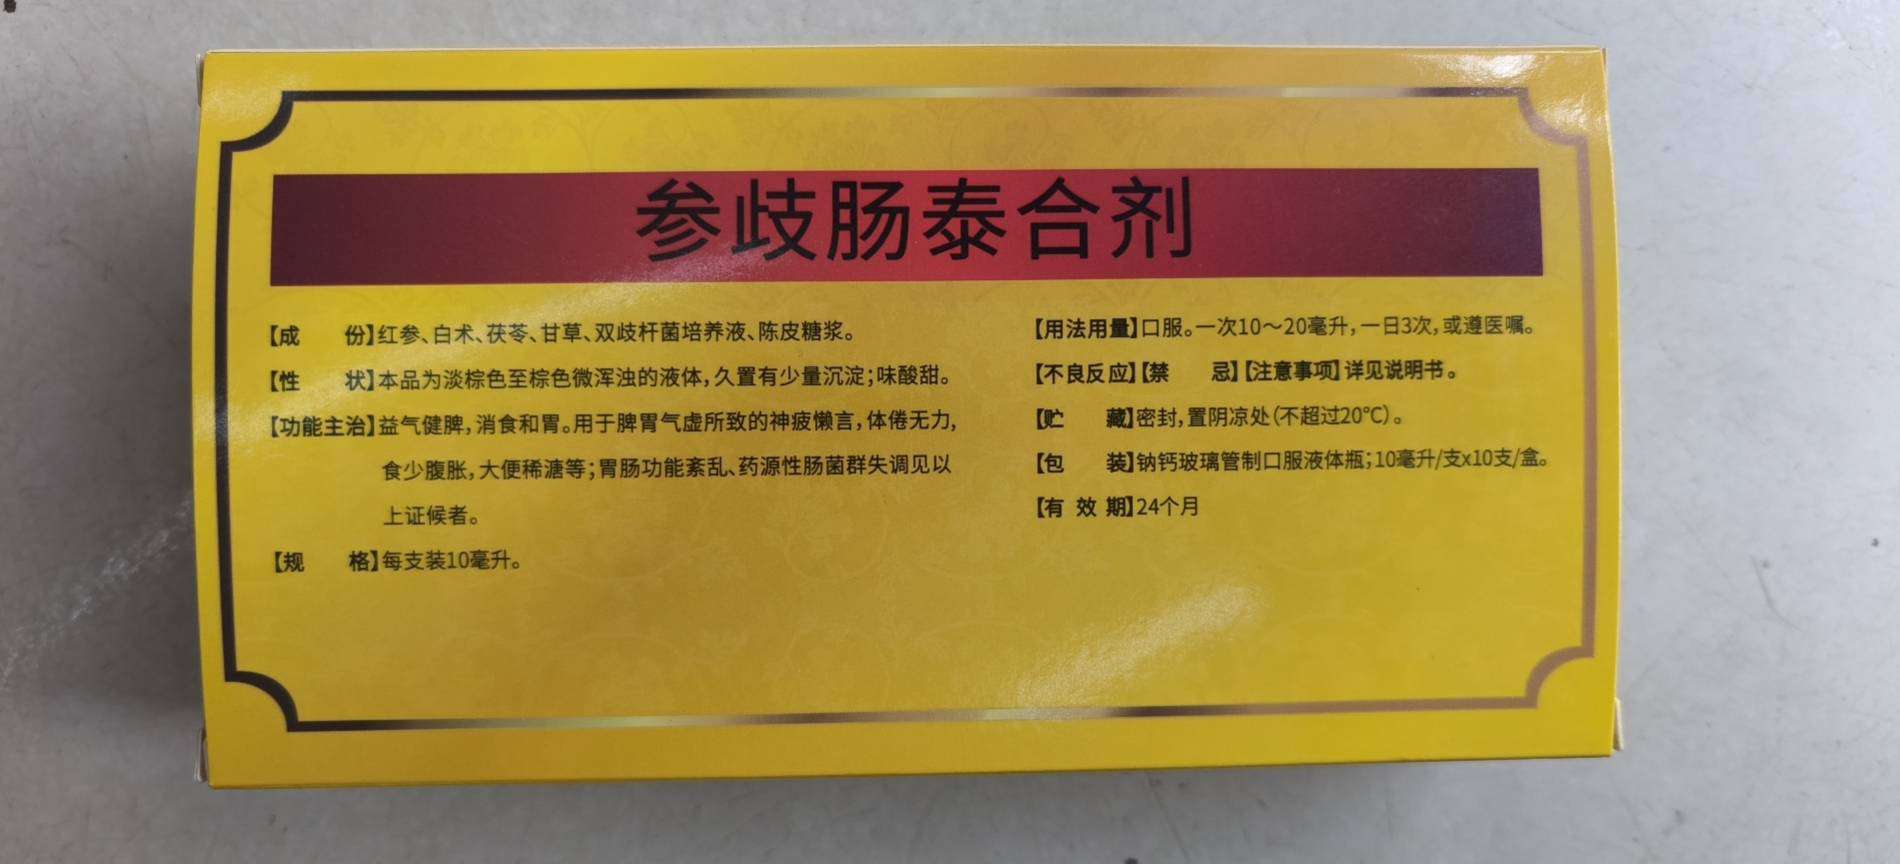 参歧肠泰合剂
【成 份】红参、白术、茯苓、甘草、双歧杆菌培养液、陈皮糖浆。
【性 状】本品为淡棕色至棕色微浑浊的液体，久置有少量沉淀；味酸甜。
【功能主治】益气健脾，消食和胃。用于脾胃气虚所致的神疲懒言，体倦无力，
食少腹胀，大便稀溏等；胃肠功能紊乱、药源性肠菌群失调见以
上证候者。
【规 格】每支装10毫升。
【用法用量】口服。一次10～20毫升，一日3次，或遵医嘱。
【不良反应】【禁 忌】【注意事项】详见说明书。
【贮 藏】密封，置阴凉处（不超过20℃）。
【包 装】钠钙玻璃管制口服液体瓶；10毫升/支x10支/盒。
【有 效 期】24个月